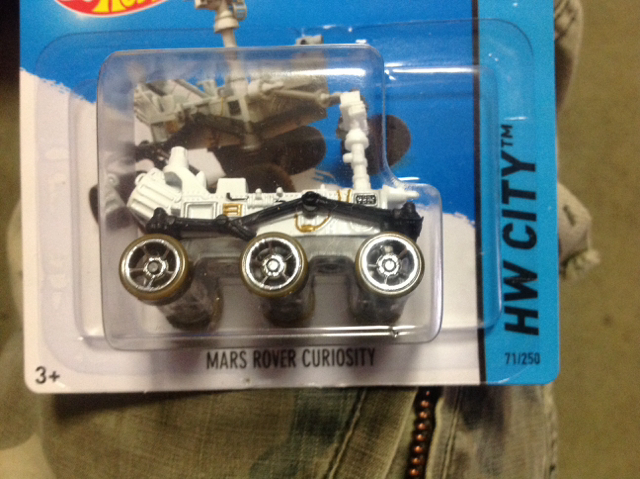 HW CITY™
71/250
MARS ROVER CURIOSITY
3+